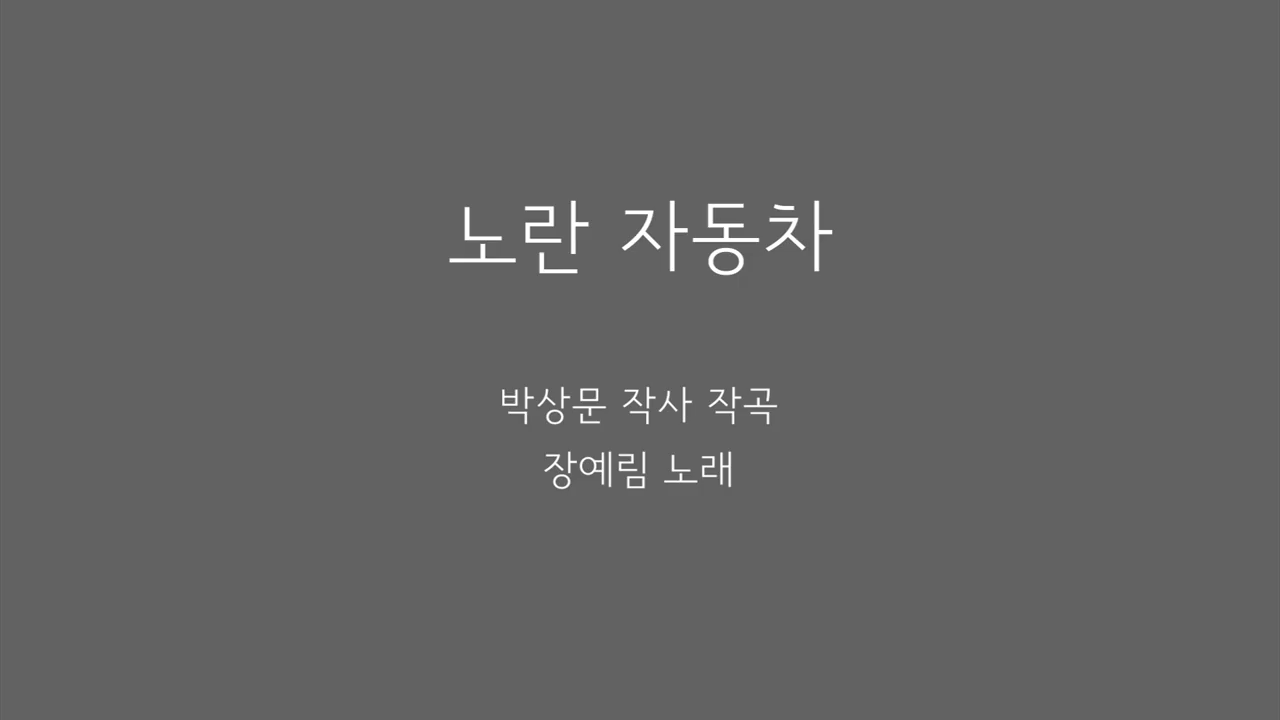 노란 자동차
박상문 작사 작곡
장예림 노래